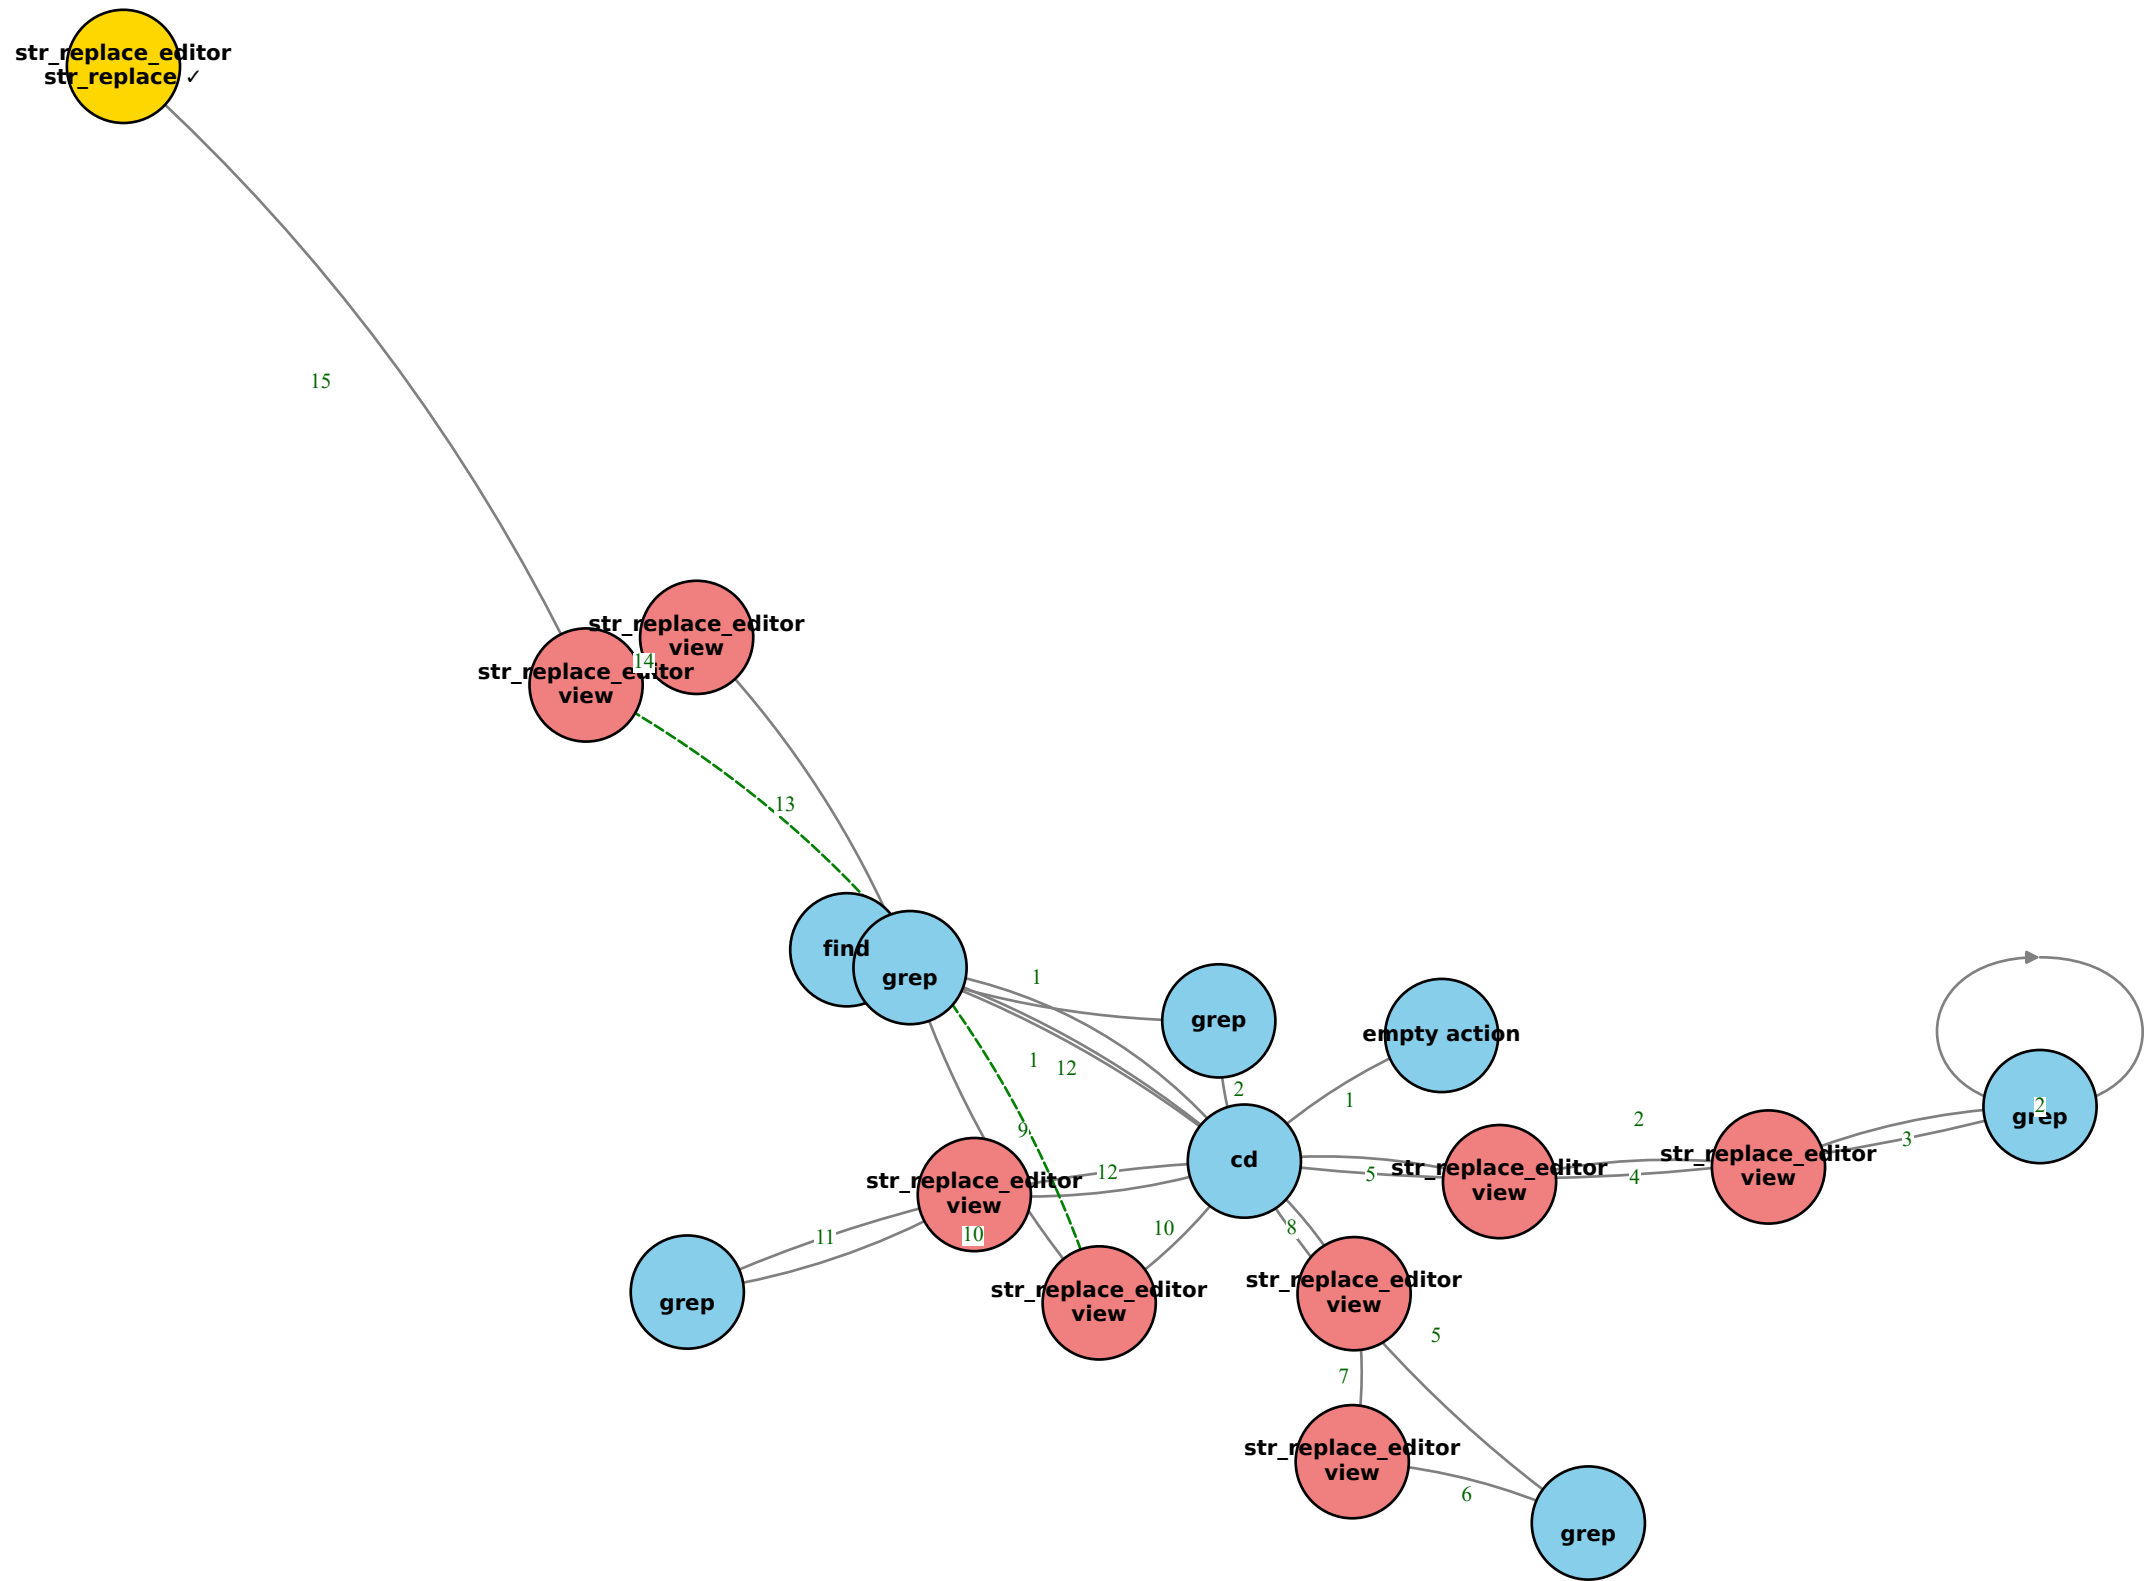 str_replace_editor
str_replace ✓
15
str_replace_editor
view
14
str_replace_editor
view
13
find
grep
1
grep
empty action
1
12
2
1
2
2
grep
9
cd
str_replace_editor
view
3
str_replace_editor
view
12
5
4
str_replace_editor
view
10
11
10
8
grep
str_replace_editor
view
str_replace_editor
view
5
7
str_replace_editor
view
6
grep